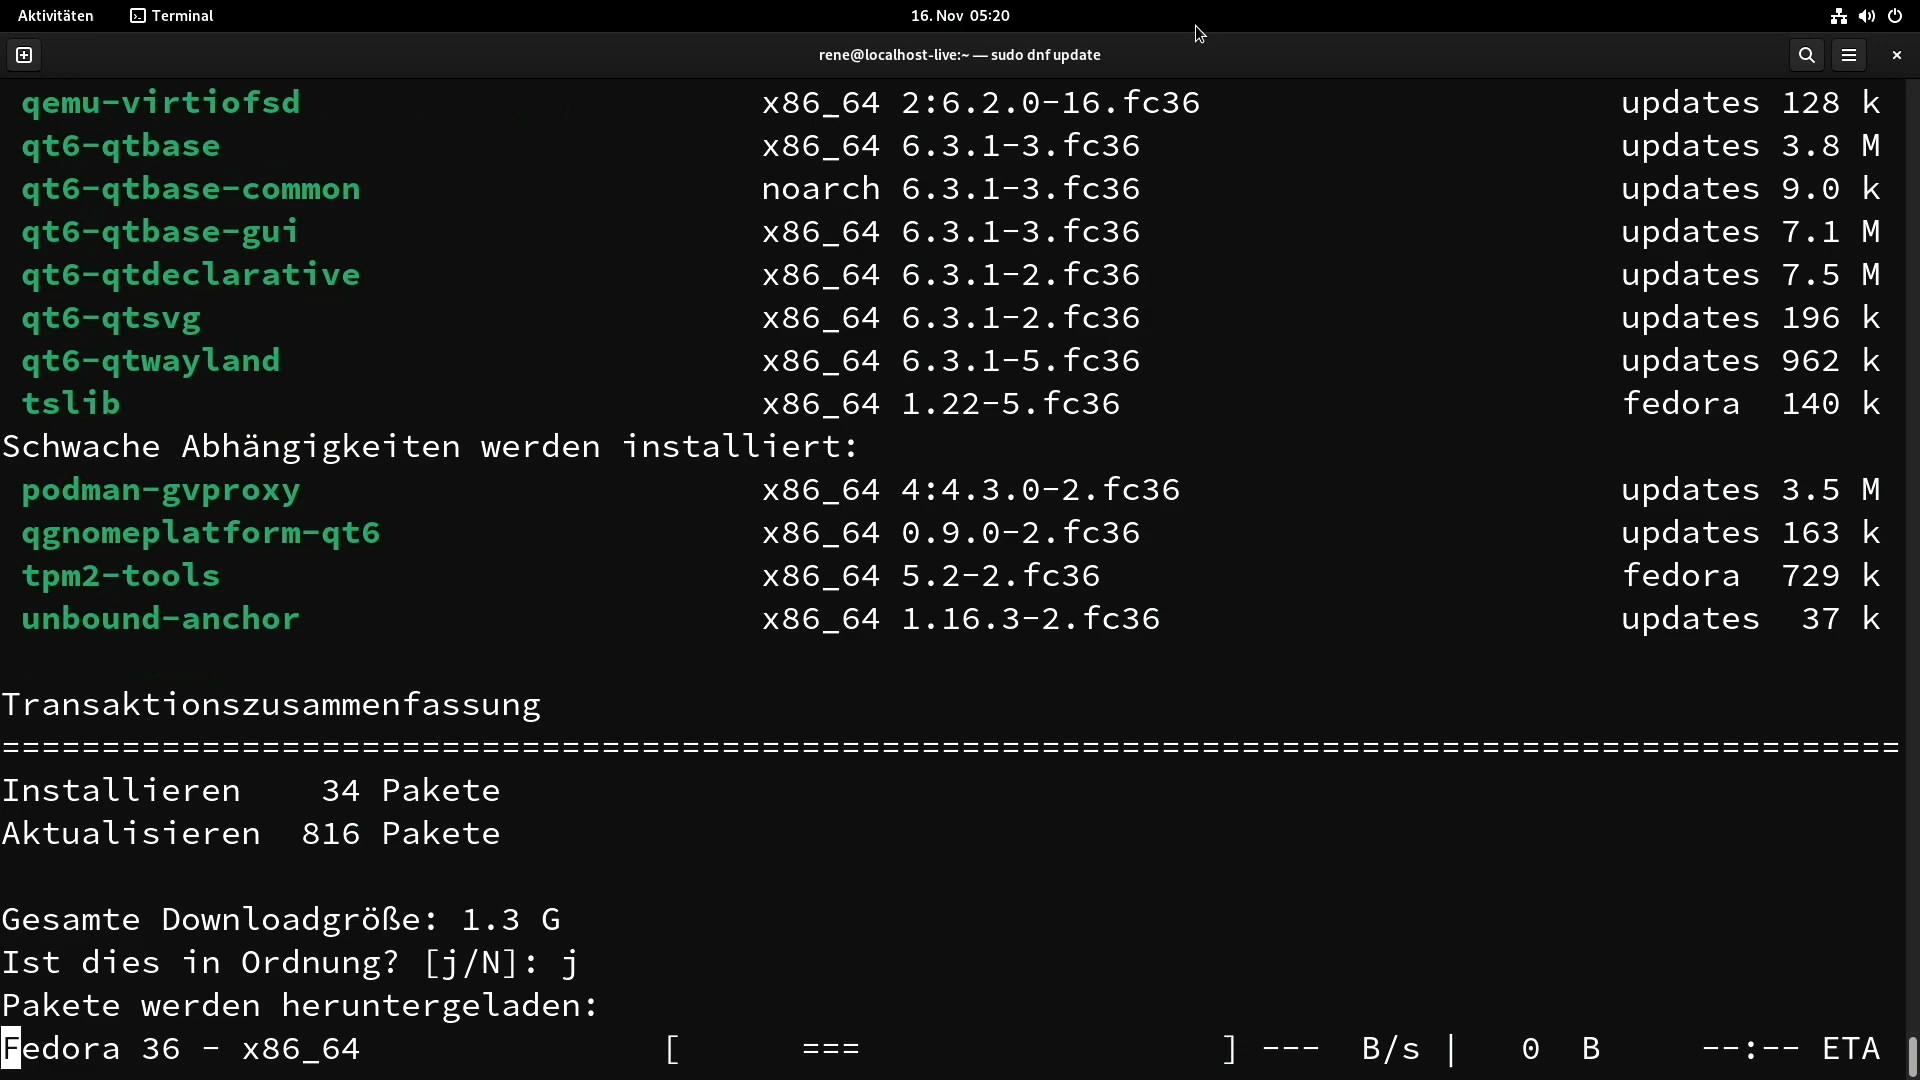 Aktivitäten Terminal 16. Nov 05:20
rene@localhost-live:~ — sudo dnf update
qemu-virtiofsd x86_64 2:6.2.0-16.fc36 updates 128 k
qt6-qtbase x86_64 6.3.1-3.fc36 updates 3.8 M
qt6-qtbase-common noarch 6.3.1-3.fc36 updates 9.0 k
qt6-qtbase-gui x86_64 6.3.1-3.fc36 updates 7.1 M
qt6-qtdeclarative x86_64 6.3.1-2.fc36 updates 7.5 M
qt6-qtsvg x86_64 6.3.1-2.fc36 updates 196 k
qt6-qtwayland x86_64 6.3.1-5.fc36 updates 962 k
tslib x86_64 1.22-5.fc36 fedora 140 k
Schwache Abhängigkeiten werden installiert:
podman-gvproxy x86_64 4:4.3.0-2.fc36 updates 3.5 M
qgnomeplatform-qt6 x86_64 0.9.0-2.fc36 updates 163 k
tpm2-tools x86_64 5.2-2.fc36 fedora 729 k
unbound-anchor x86_64 1.16.3-2.fc36 updates 37 k
Transaktionszusammenfassung
===============================================================================================
Installieren 34 Pakete
Aktualisieren 816 Pakete
Gesamte Downloadgröße: 1.3 G
Ist dies in Ordnung? [j/N]: j
Pakete werden heruntergeladen:
Fedora 36 - x86_64 [ === ] --- B/s | 0 B --:-- ETA